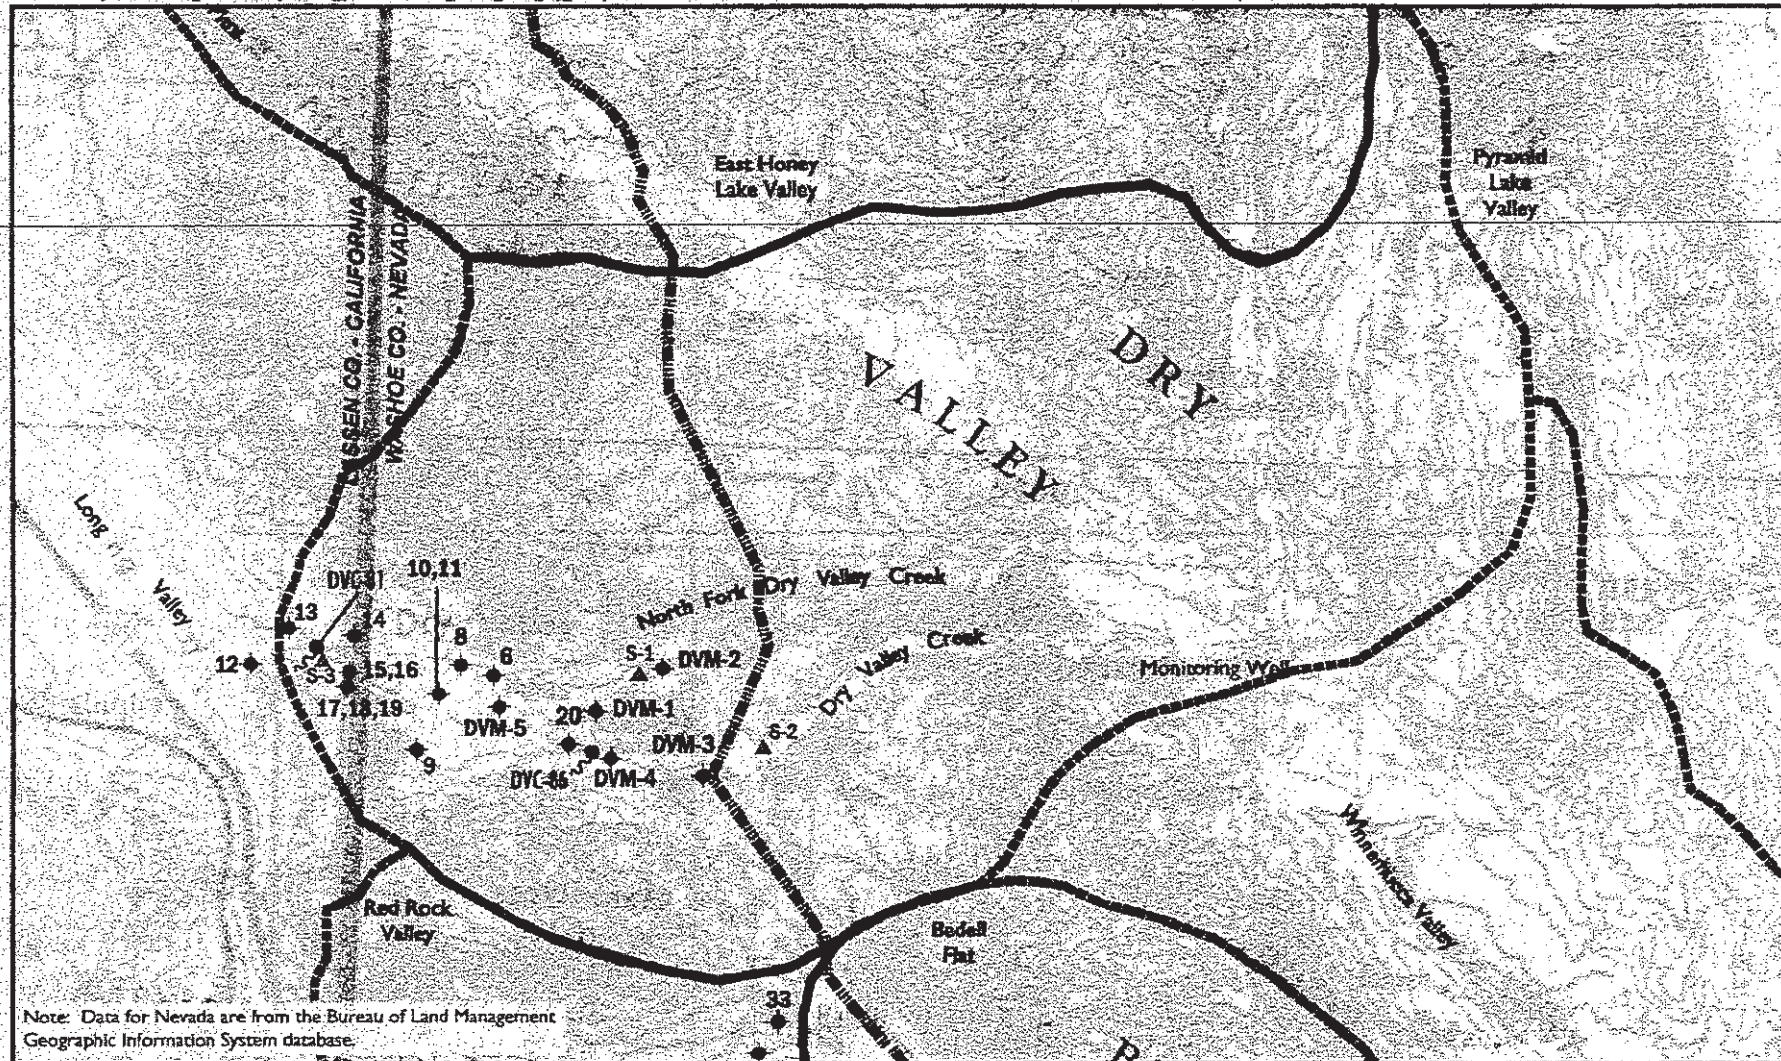 East Honey
Lake Valley
Pyramid
Lake
Valley
LASSEN CO. - CALIFORNIA
WASHOE CO. - NEVADA
DRY
VALLEY
Long
Valley
DVC-81
10,11
13
14
8
6
12
S-3
15,16
17,18,19
North Fork Dry Valley Creek
Dry Valley Creek
S-1
DVM-2
Monitoring Well
DVM-5
20
DVM-1
9
DVM-3
S-2
DVC-86
DVM-4
Winnemucca Valley
Red Rock
Valley
Bedell
Flat
33
Note: Data for Nevada are from the Bureau of Land Management
Geographic Information System database.